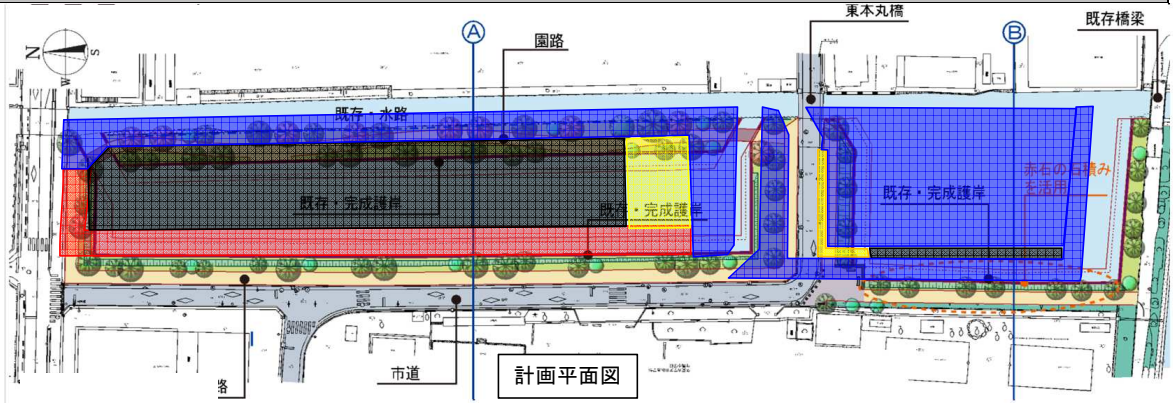 東本丸橋
既存橋梁
園路
A
B
N
S
W
既存・水路
赤石の石積み
を活用
既存・完成護岸
既存・完成護岸
既存・完成護岸
市道
路
計画平面図